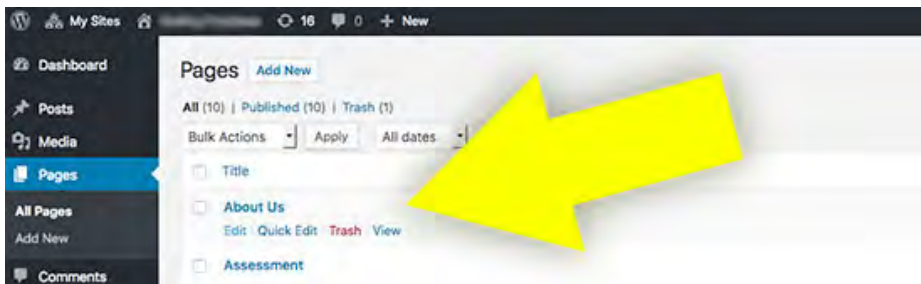 My Sites 16 0 + New
Dashboard
Posts
Media
Pages
All Pages
Add New
Comments
Pages Add New
All (10) | Published (10) | Trash (1)
Bulk Actions Apply All dates
Title
About Us
Edit Quick Edit Trash View
Assessment